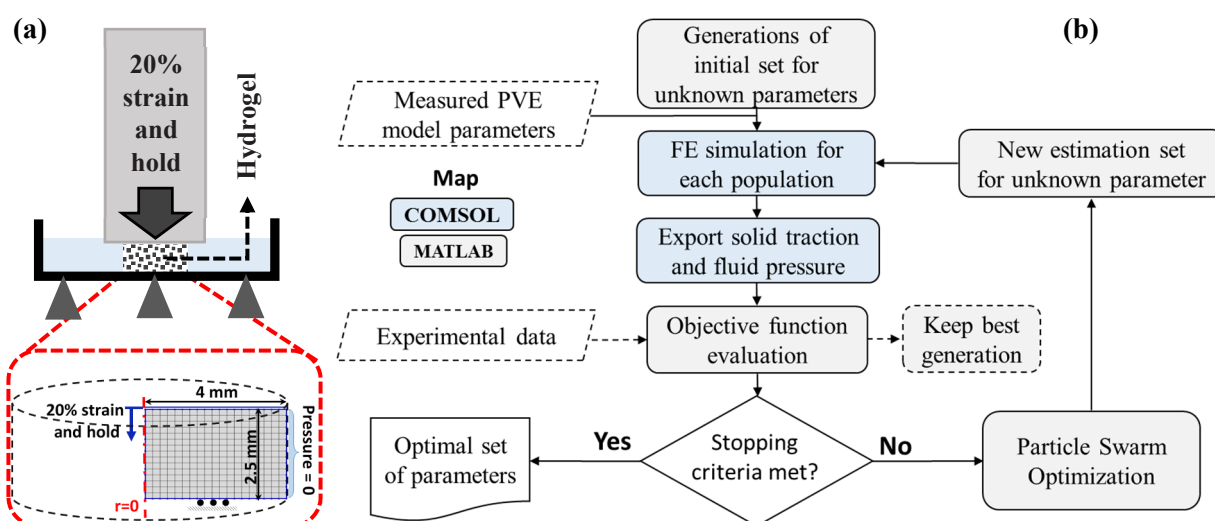 (a)
20%
strain
and
hold
Hydrogel
4 mm
20% strain
and hold
2.5 mm
Pressure = 0
r=0
(b)
Generations of
initial set for
unknown parameters
Measured PVE
model parameters
FE simulation for
each population
New estimation set
for unknown parameter
Map
COMSOL
MATLAB
Export solid traction
and fluid pressure
Experimental data
Objective function
evaluation
Keep best
generation
Stopping
criteria met?
Yes
No
Optimal set
of parameters
Particle Swarm
Optimization